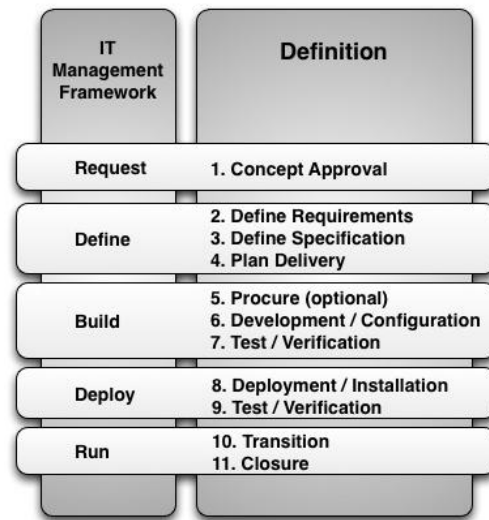 IT
Management
Framework
Definition
Request
1. Concept Approval
Define
2. Define Requirements
3. Define Specification
4. Plan Delivery
Build
5. Procure (optional)
6. Development / Configuration
7. Test / Verification
Deploy
8. Deployment / Installation
9. Test / Verification
Run
10. Transition
11. Closure